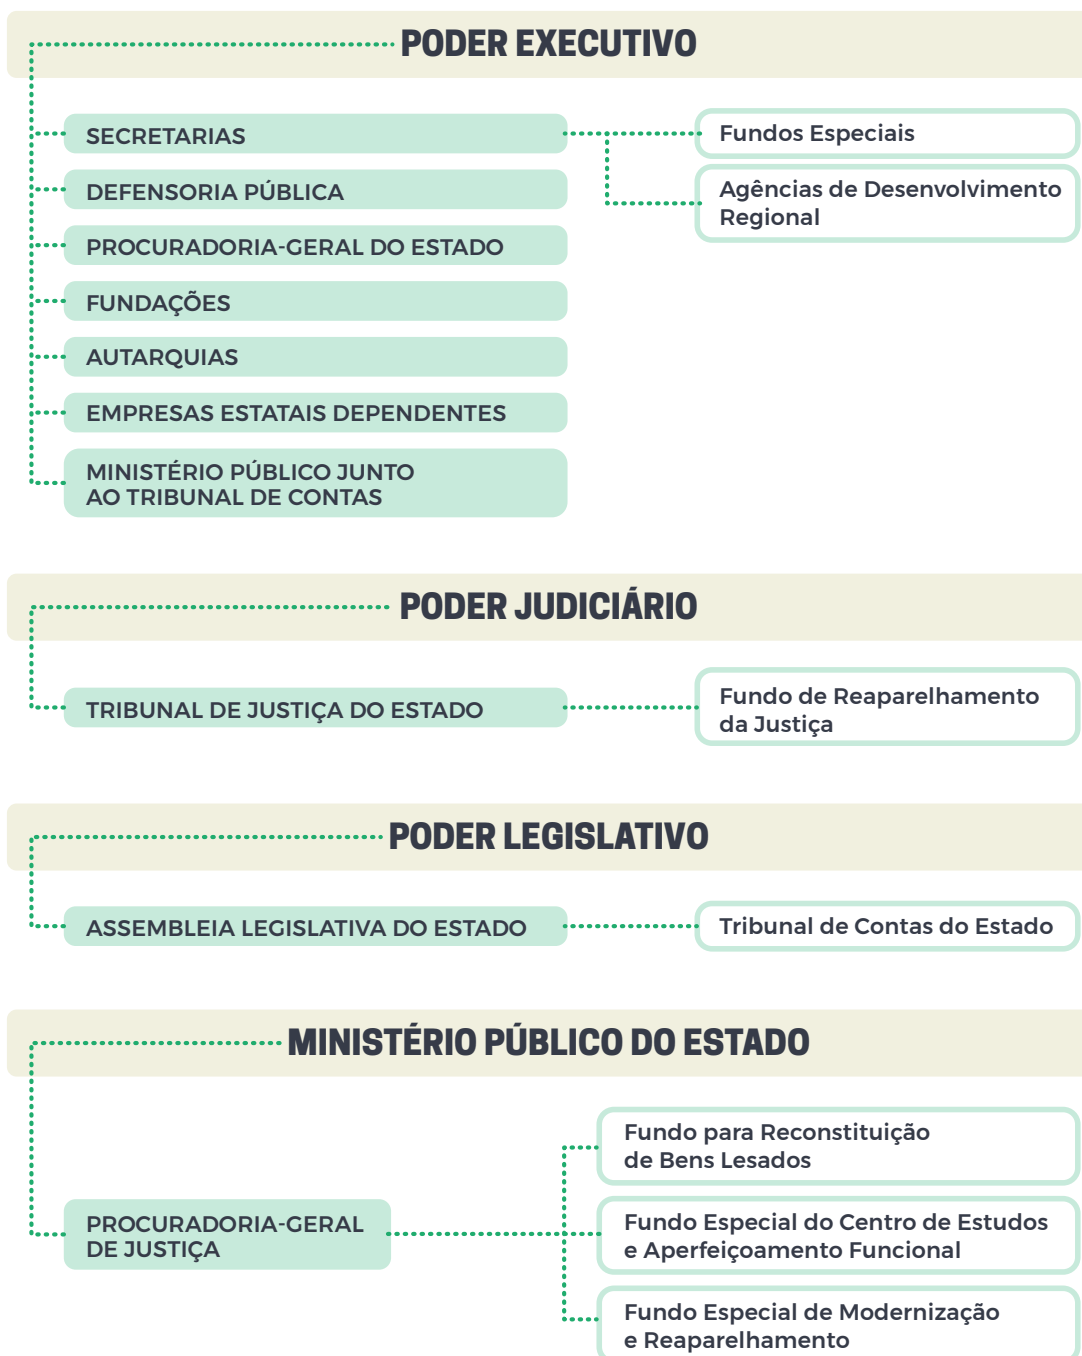 PODER EXECUTIVO
SECRETARIAS
Fundos Especiais
Agências de Desenvolvimento
Regional
DEFENSORIA PÚBLICA
PROCURADORIA-GERAL DO ESTADO
FUNDAÇÕES
AUTARQUIAS
EMPRESAS ESTATAIS DEPENDENTES
MINISTÉRIO PÚBLICO JUNTO
AO TRIBUNAL DE CONTAS
PODER JUDICIÁRIO
TRIBUNAL DE JUSTIÇA DO ESTADO
Fundo de Reaparelhamento
da Justiça
PODER LEGISLATIVO
ASSEMBLEIA LEGISLATIVA DO ESTADO
Tribunal de Contas do Estado
MINISTÉRIO PÚBLICO DO ESTADO
PROCURADORIA-GERAL
DE JUSTIÇA
Fundo para Reconstituição
de Bens Lesados
Fundo Especial do Centro de Estudos
e Aperfeiçoamento Funcional
Fundo Especial de Modernização
e Reaparelhamento